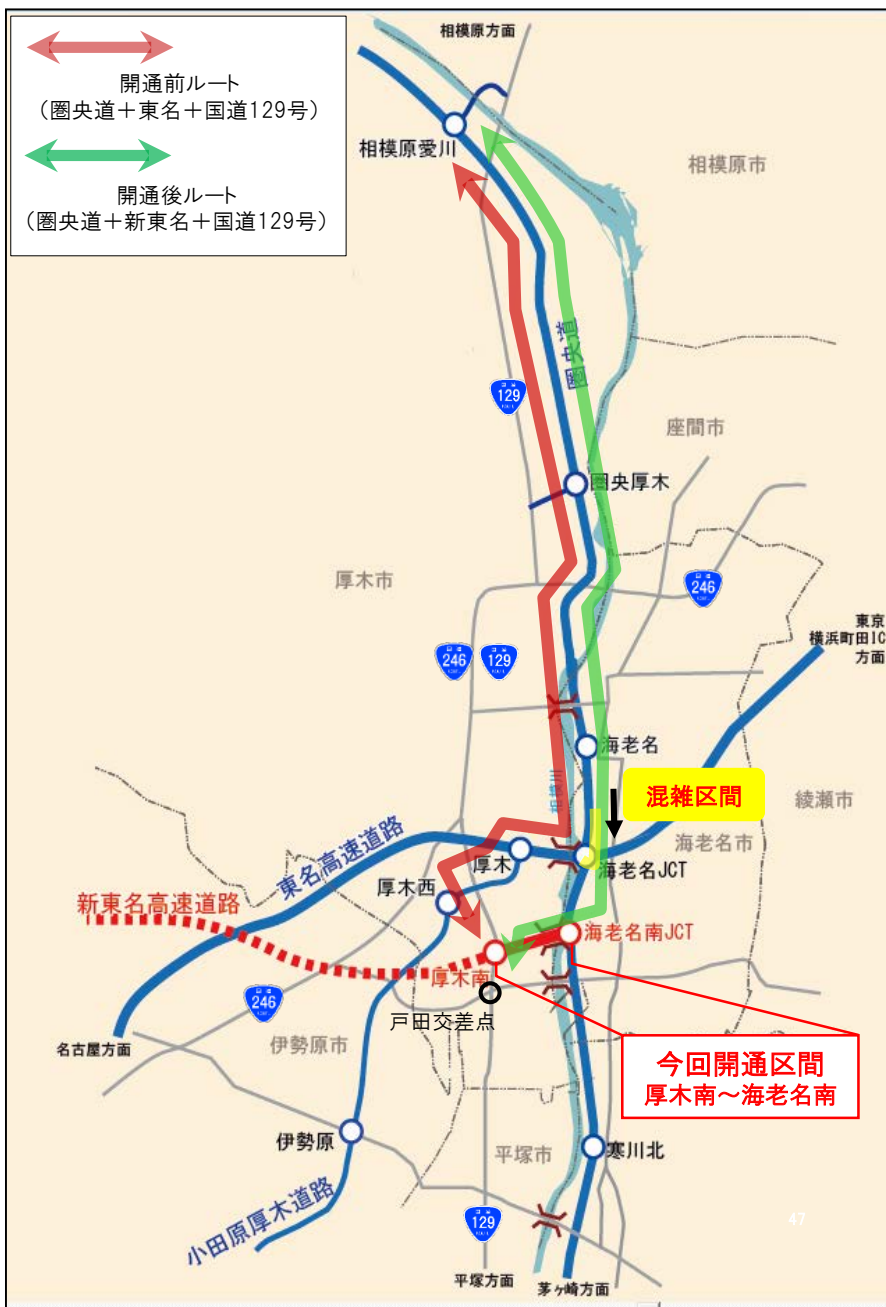 開通前ルート
（圏央道＋東名＋国道129号）
開通後ルート
（圏央道＋新東名＋国道129号）
相模原方面
相模原愛川
相模原市
圏央道
129
座間市
圏央厚木
厚木市
246
東京
横浜町田IC
方面
246
129
海老名
相模川
混雑区間
綾瀬市
東名高速道路
厚木
海老名JCT
海老名市
厚木西
新東名高速道路
海老名南JCT
厚木南
246
戸田交差点
名古屋方面
伊勢原市
今回開通区間
厚木南～海老名南
伊勢原
平塚市
寒川北
小田原厚木道路
129
47
平塚方面
茅ヶ崎方面